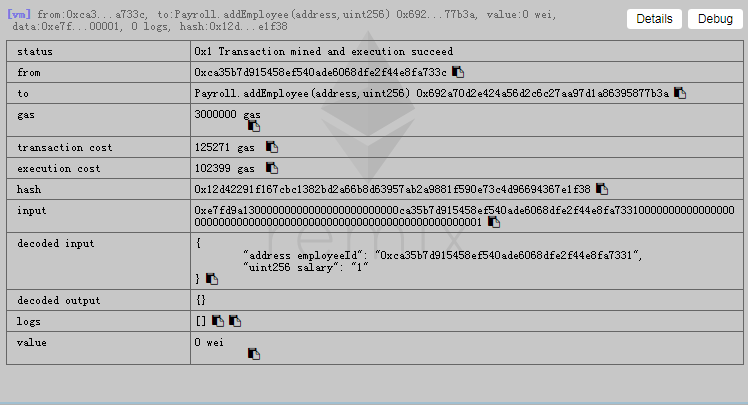 [vm] from:0xca3...a733c, to:Payroll.addEmployee(address,uint256) 0x692...77b3a, value:0 wei,
data:0xe7f...00001, 0 logs, hash:0x12d...e1f38
Details
Debug
status 0x1 Transaction mined and execution succeed
from 0xca35b7d915458ef540ade6068dfe2f44e8fa733c
to Payroll.addEmployee(address,uint256) 0x692a70d2e424a56d2c6c27aa97d1a86395877b3a
gas 3000000 gas
transaction cost 125271 gas
execution cost 102399 gas
hash 0x12d42291f167cbc1382bd2a66b8d63957ab2a9881f590e73c4d96694367e1f38
input 0xe7fd9a13000000000000000000000000ca35b7d915458ef540ade6068dfe2f44e8fa73310000000000000000
000000000000000000000000000000000000000000000001
decoded input {
"address employeeId": "0xca35b7d915458ef540ade6068dfe2f44e8fa7331",
"uint256 salary": "1"
}
decoded output {}
logs []
value 0 wei
remix